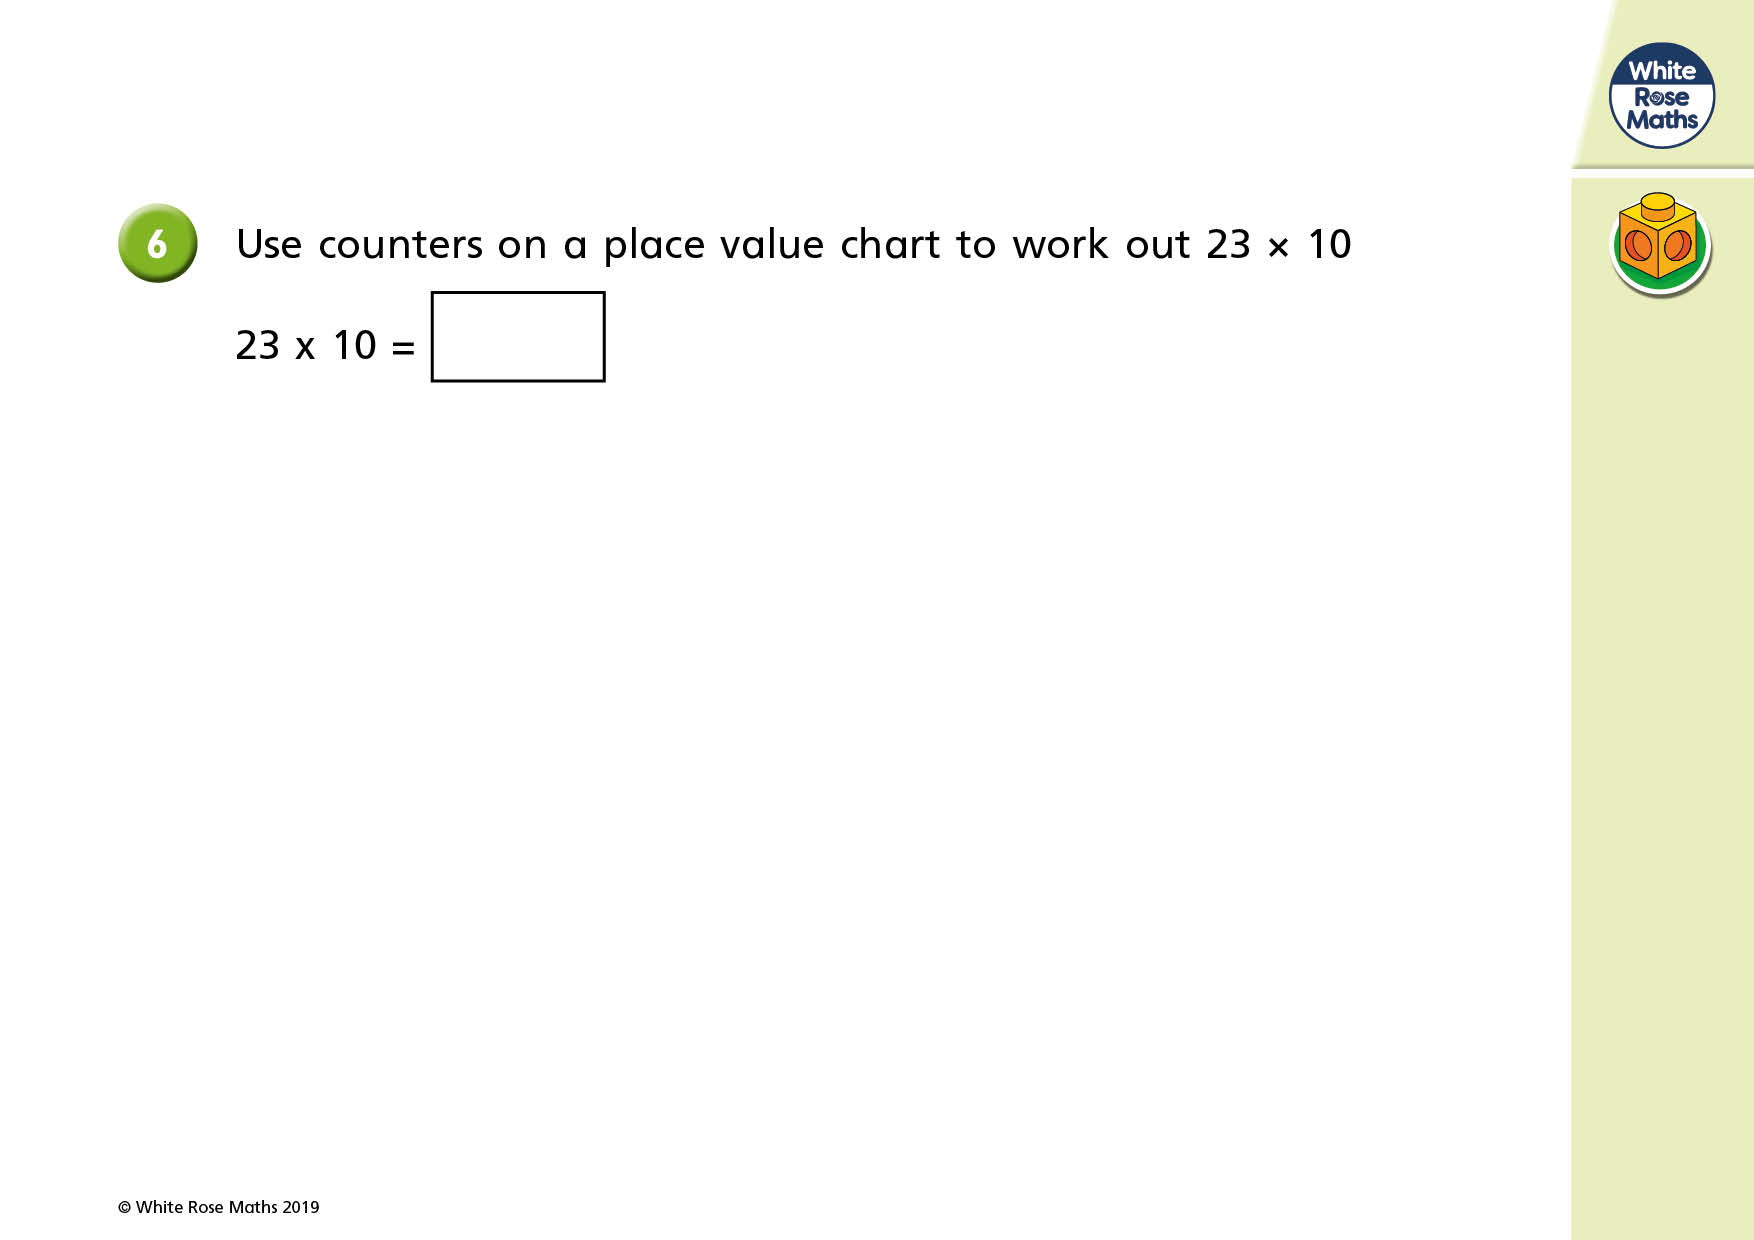 White
Rose
Maths
6 Use counters on a place value chart to work out 23 × 10
23 x 10 =
© White Rose Maths 2019